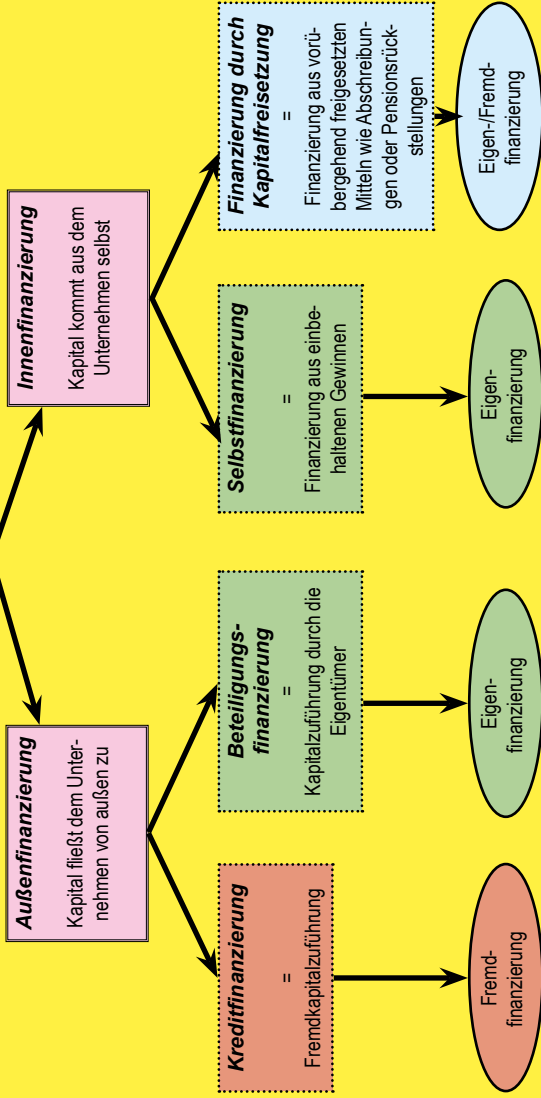 Außenfinanzierung
Kapital fließt dem Unter-
nehmen von außen zu
Innenfinanzierung
Kapital kommt aus dem
Unternehmen selbst
Kreditfinanzierung
=
Fremdkapitalzuführung
Beteiligungs-
finanzierung
=
Kapitalzuführung durch die
Eigentümer
Selbstfinanzierung
=
Finanzierung aus einbe-
haltenen Gewinnen
Finanzierung durch
Kapitalfreisetzung
=
Finanzierung aus vorü-
bergehend freigesetzten
Mitteln wie Abschreibun-
gen oder Pensionsrück-
stellungen
Fremd-
finanzierung
Eigen-
finanzierung
Eigen-
finanzierung
Eigen-/Fremd-
finanzierung